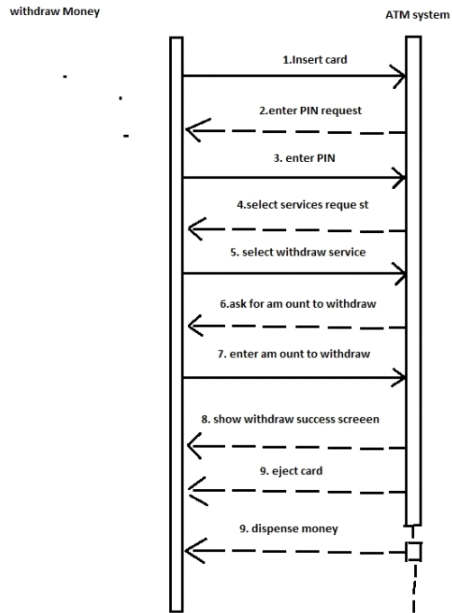 withdraw Money
ATM system
1.Insert card
2.enter PIN request
3. enter PIN
4.select services reque st
5. select withdraw service
6.ask for am ount to withdraw
7. enter am ount to withdraw
8. show withdraw success screeen
9. eject card
9. dispense money